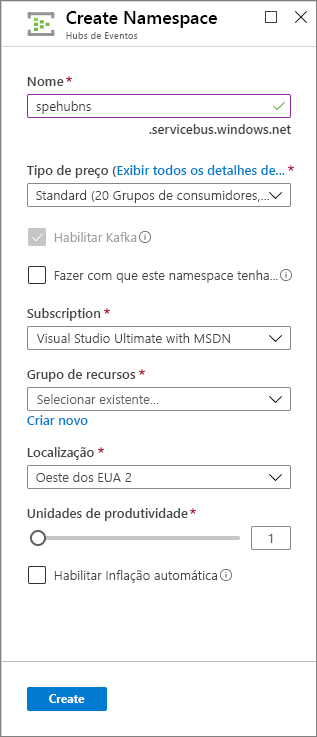 Create Namespace
Hubs de Eventos
Nome *
spehubns
.servicebus.windows.net
Tipo de preço (Exibir todos os detalhes de... *
Standard (20 Grupos de consumidores,...
Habilitar Kafka
Fazer com que este namespace tenha...
Subscription *
Visual Studio Ultimate with MSDN
Grupo de recursos *
Selecionar existente...
Criar novo
Localização *
Oeste dos EUA 2
Unidades de produtividade *
1
Habilitar Inflação automática
Create